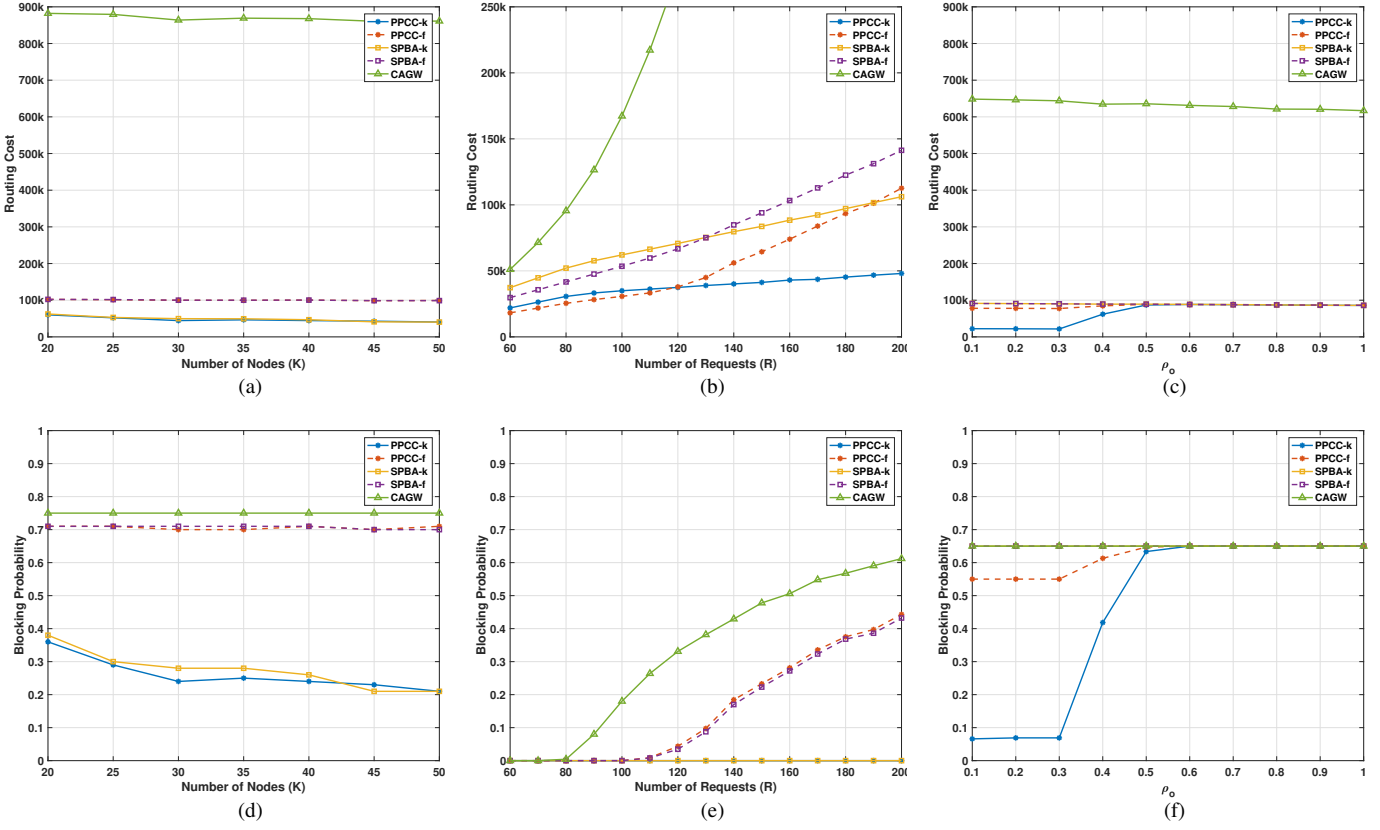 900k
800k
700k
600k
500k
400k
300k
200k
100k
0
Routing Cost
20 25 30 35 40 45 50
Number of Nodes (K)
PPCC-k
PPCC-f
SPBA-k
SPBA-f
CAGW
(a)
250k
200k
150k
100k
50k
0
Routing Cost
60 80 100 120 140 160 180 200
Number of Requests (R)
PPCC-k
PPCC-f
SPBA-k
SPBA-f
CAGW
(b)
900k
800k
700k
600k
500k
400k
300k
200k
100k
0
Routing Cost
0.1 0.2 0.3 0.4 0.5 0.6 0.7 0.8 0.9 1
ρo
PPCC-k
PPCC-f
SPBA-k
SPBA-f
CAGW
(c)
1
0.9
0.8
0.7
0.6
0.5
0.4
0.3
0.2
0.1
0
Blocking Probability
20 25 30 35 40 45 50
Number of Nodes (K)
PPCC-k
PPCC-f
SPBA-k
SPBA-f
CAGW
(d)
1
0.9
0.8
0.7
0.6
0.5
0.4
0.3
0.2
0.1
0
Blocking Probability
60 80 100 120 140 160 180 200
Number of Requests (R)
PPCC-k
PPCC-f
SPBA-k
SPBA-f
CAGW
(e)
1
0.9
0.8
0.7
0.6
0.5
0.4
0.3
0.2
0.1
0
Blocking Probability
0.1 0.2 0.3 0.4 0.5 0.6 0.7 0.8 0.9 1
ρo
PPCC-k
PPCC-f
SPBA-k
SPBA-f
CAGW
(f)